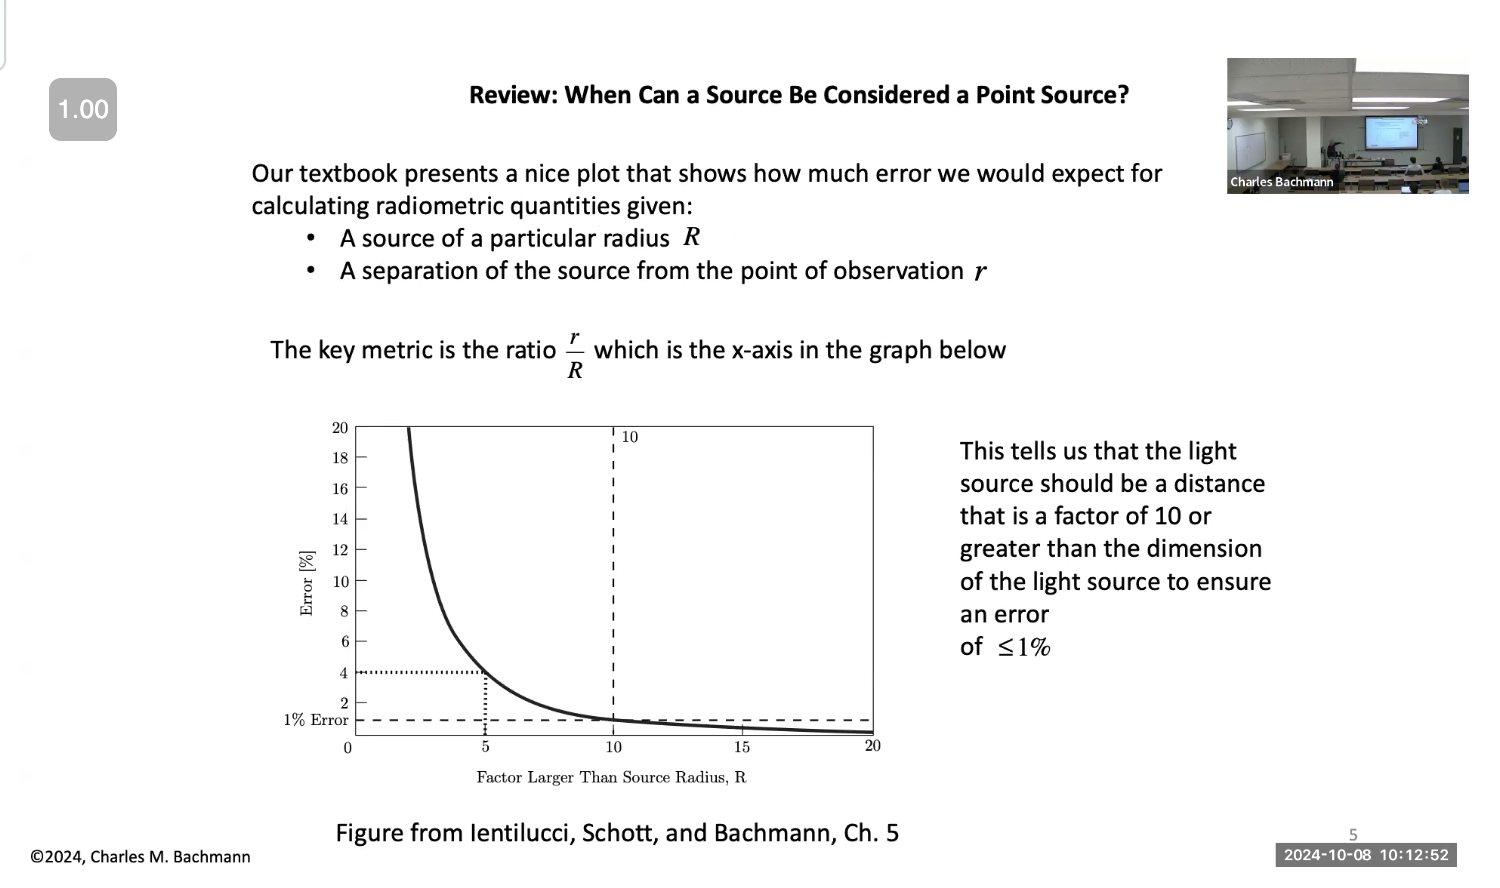 1.00
Review: When Can a Source Be Considered a Point Source?
Charles Bachmann
Our textbook presents a nice plot that shows how much error we would expect for
calculating radiometric quantities given:
• A source of a particular radius R
• A separation of the source from the point of observation r
The key metric is the ratio r/R which is the x-axis in the graph below
20
18
16
14
12
10
8
6
4
2
1% Error
0
5
10
15
20
10
Error [%]
Factor Larger Than Source Radius, R
This tells us that the light
source should be a distance
that is a factor of 10 or
greater than the dimension
of the light source to ensure
an error
of ≤1%
Figure from Ientilucci, Schott, and Bachmann, Ch. 5
5
©2024, Charles M. Bachmann
2024-10-08 10:12:52